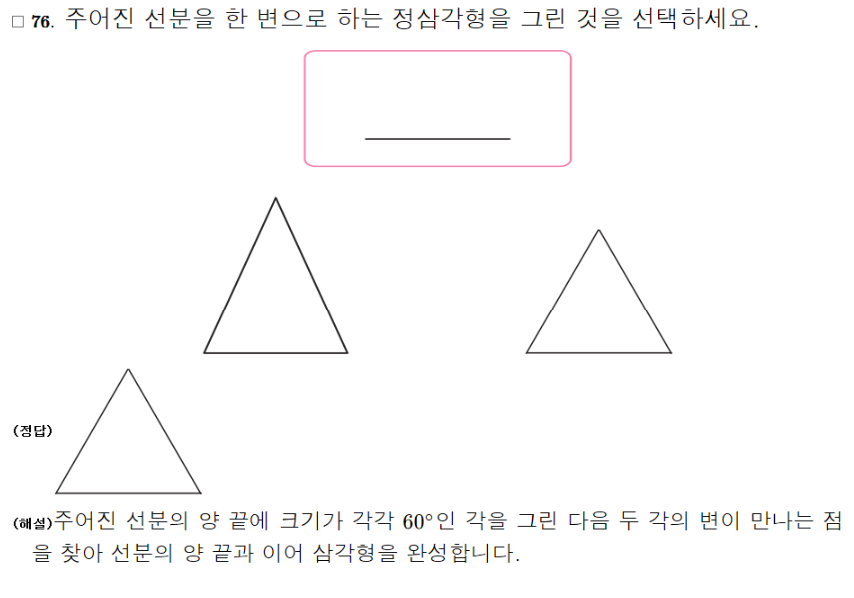 □ 76. 주어진 선분을 한 변으로 하는 정삼각형을 그린 것을 선택하세요.
(정답)
(해설)주어진 선분의 양 끝에 크기가 각각 60°인 각을 그린 다음 두 각의 변이 만나는 점
을 찾아 선분의 양 끝과 이어 삼각형을 완성합니다.